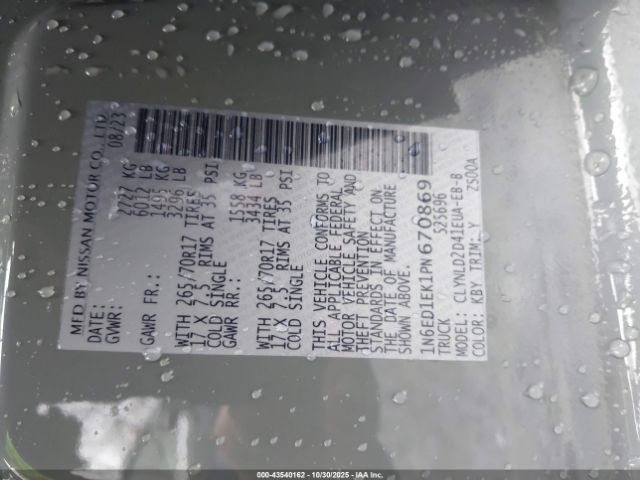 MFD BY NISSAN MOTOR CO., LTD
DATE: 08/23
GVWR: 2727 KG
6012 LB
GAWR FR.: 1495 KG
3296 LB
WITH 265/70R17 TIRES
17 X 7.5 RIMS AT 35 PSI
COLD SINGLE
GAWR RR.: 1558 KG
3434 LB
WITH 265/70R17 TIRES
17 X 7.5 RIMS AT 35 PSI
COLD SINGLE
THIS VEHICLE CONFORMS TO
ALL APPLICABLE FEDERAL
MOTOR VEHICLE SAFETY AND
THEFT PREVENTION
STANDARDS IN EFFECT ON
THE DATE OF MANUFACTURE
SHOWN ABOVE.
1N6ED1EK1PN670869
TRUCK 525696
MODEL: CLYNLD2D41EUA-EB-B
COLOR: KBY TRIM: Y Z500A
000-43540162 - 10/30/2025 - IAA Inc.